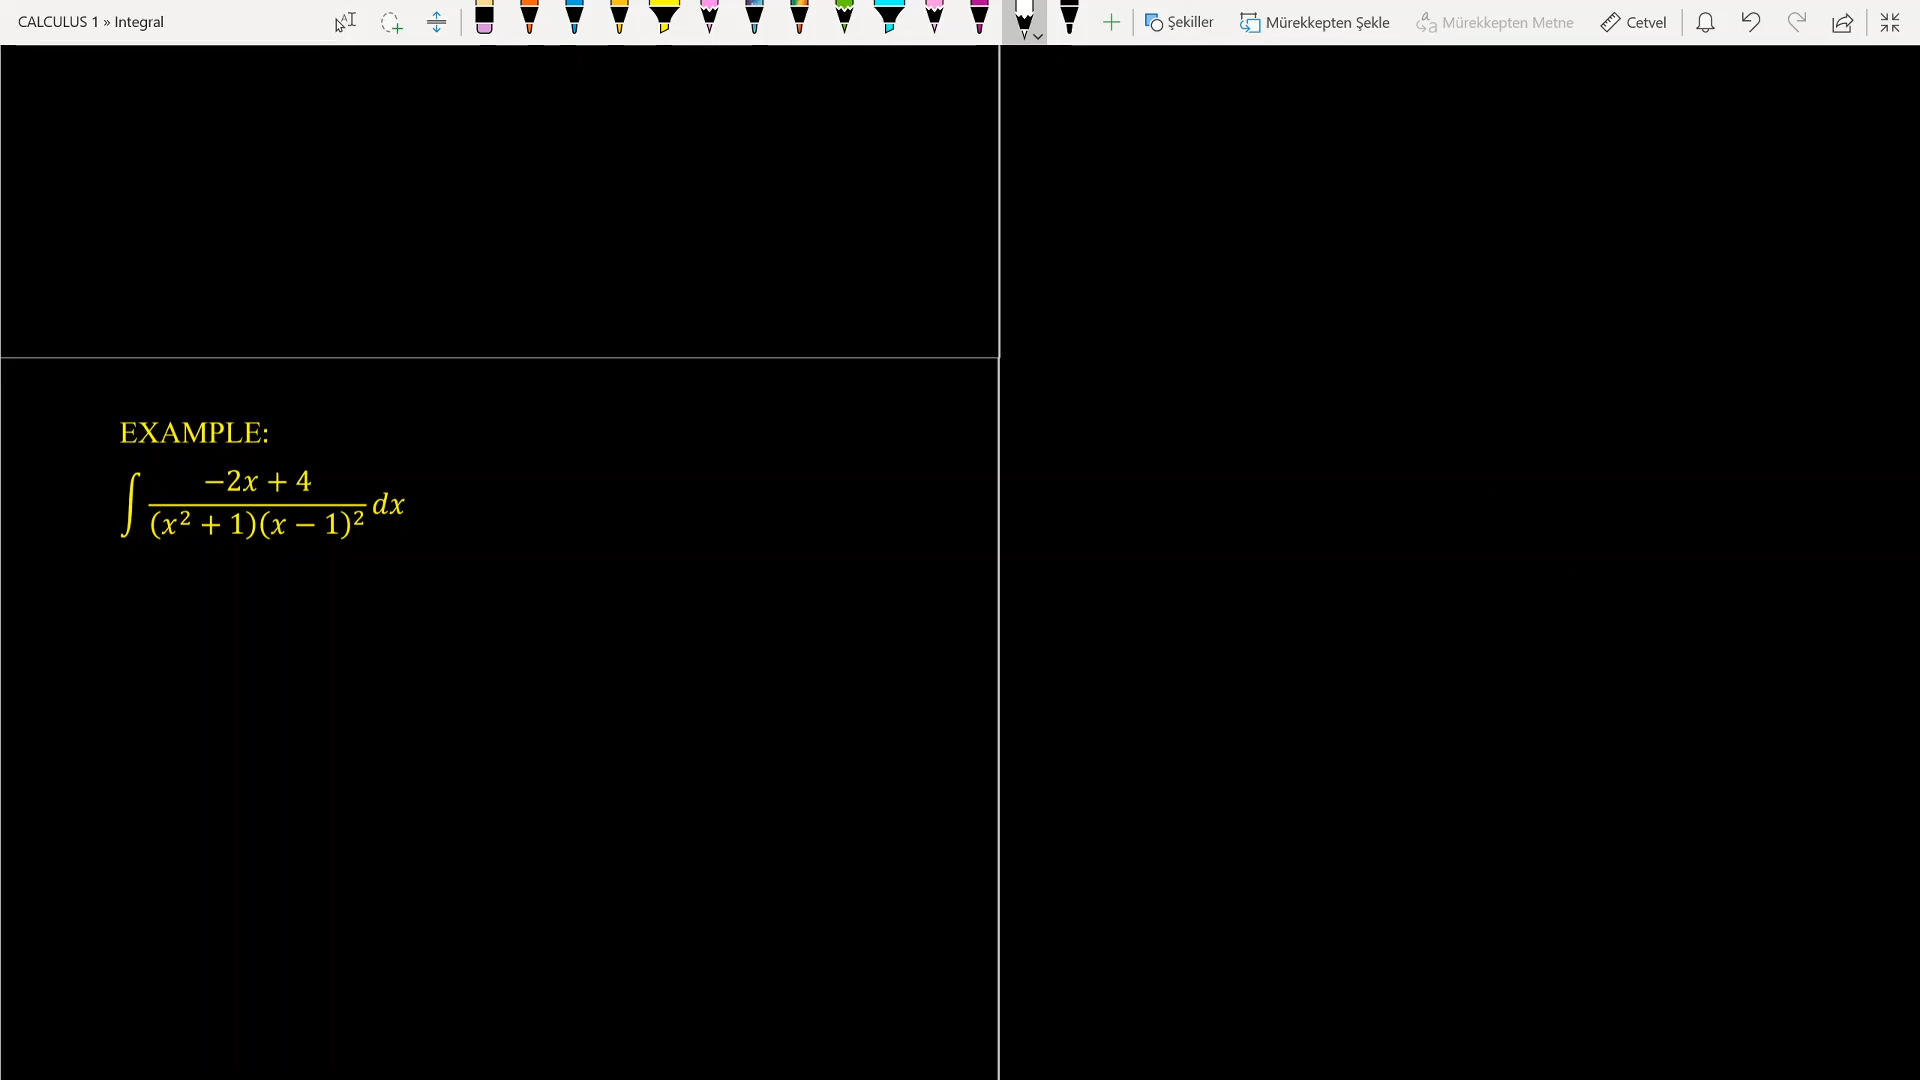 CALCULUS 1 » Integral
Şekiller
Mürekkepten Şekle
Mürekkepten Metne
Cetvel
EXAMPLE:
∫ (−2x + 4) / ((x² + 1)(x − 1)²) dx